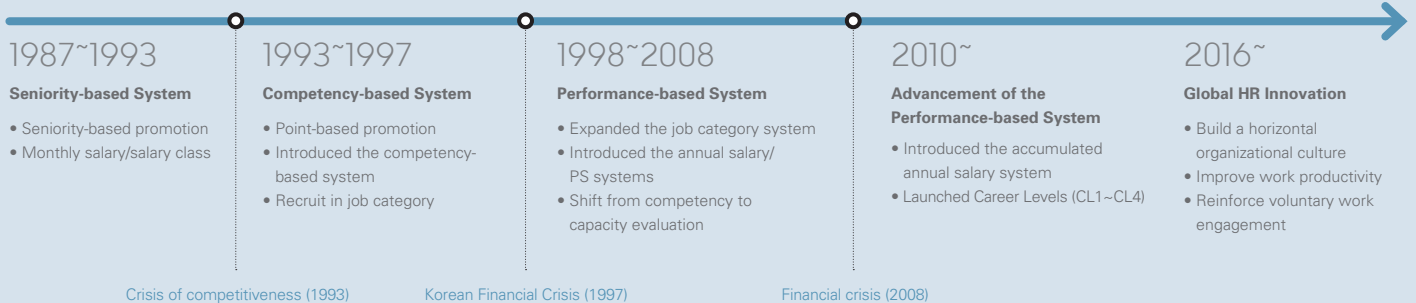 1987~1993
Seniority-based System
• Seniority-based promotion
• Monthly salary/salary class
1993~1997
Competency-based System
• Point-based promotion
• Introduced the competency-
based system
• Recruit in job category
1998~2008
Performance-based System
• Expanded the job category system
• Introduced the annual salary/
PS systems
• Shift from competency to
capacity evaluation
2010~
Advancement of the
Performance-based System
• Introduced the accumulated
annual salary system
• Launched Career Levels (CL1~CL4)
2016~
Global HR Innovation
• Build a horizontal
organizational culture
• Improve work productivity
• Reinforce voluntary work
engagement
Crisis of competitiveness (1993)
Korean Financial Crisis (1997)
Financial crisis (2008)